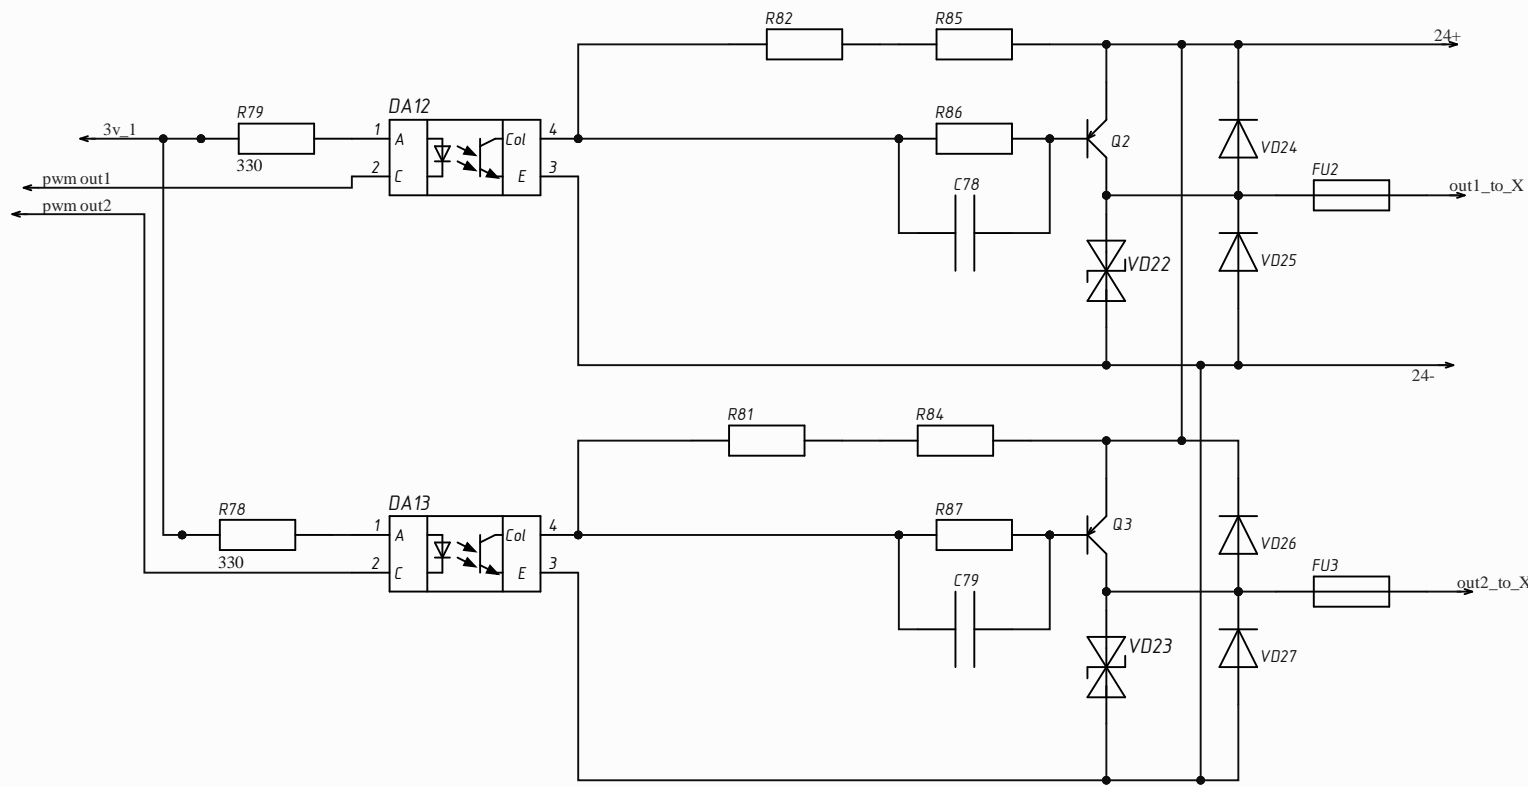 R82
R85
24+
DA12
R79
R86
3v_1
1
A
Col
4
Q2
VD24
330
2
C
E
3
FU2
pwm out1
C78
out1_to_X
pwm out2
VD22
VD25
24-
R81
R84
DA13
R78
R87
1
A
Col
4
Q3
VD26
330
2
C
E
3
FU3
C79
out2_to_X
VD23
VD27